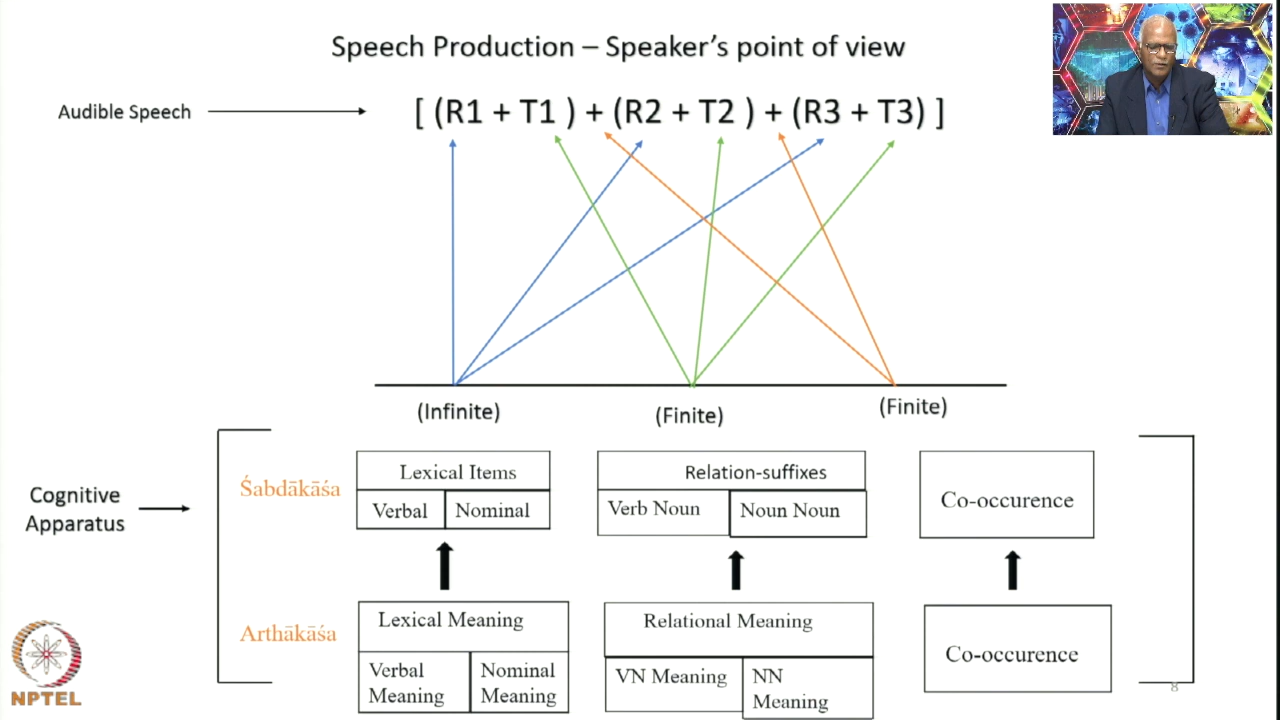 Speech Production – Speaker's point of view
Audible Speech
[ (R1 + T1 ) + (R2 + T2 ) + (R3 + T3) ]
(Infinite)
(Finite)
(Finite)
Cognitive
Apparatus
Śabdākāśa
Lexical Items
Verbal
Nominal
Relation-suffixes
Verb Noun
Noun Noun
Co-occurence
Arthākāśa
Lexical Meaning
Verbal
Meaning
Nominal
Meaning
Relational Meaning
VN Meaning
NN
Meaning
Co-occurence
8
NPTEL